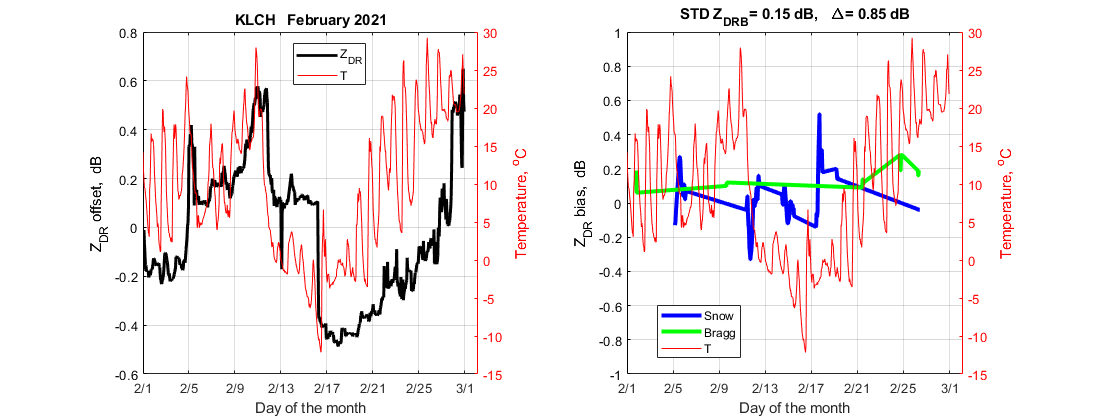 KLCH February 2021
0.8
0.6
0.4
0.2
0
-0.2
-0.4
-0.6
Z_DR offset, dB
Z_DR
T
30
25
20
15
10
5
0
-5
-10
-15
Temperature, °C
2/1 2/5 2/9 2/13 2/17 2/21 2/25 3/1
Day of the month
STD Z_DRB = 0.15 dB, Δ = 0.85 dB
1
0.8
0.6
0.4
0.2
0
-0.2
-0.4
-0.6
-0.8
-1
Z_DR bias, dB
Snow
Bragg
T
30
25
20
15
10
5
0
-5
-10
-15
Temperature, °C
2/1 2/5 2/9 2/13 2/17 2/21 2/25 3/1
Day of the month